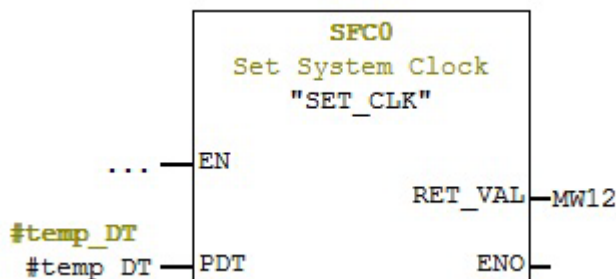 SFC0
Set System Clock
"SET_CLK"
... EN
RET_VAL MW12
#temp_DT
#temp_DT PDT ENO